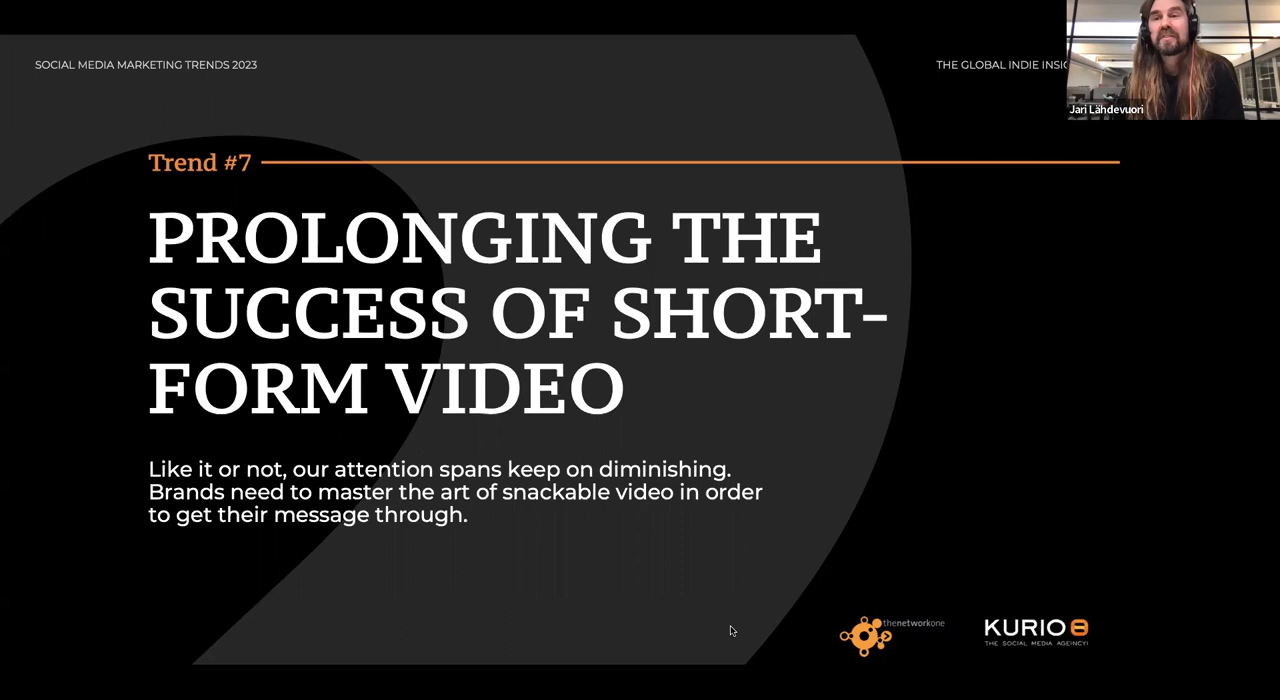 SOCIAL MEDIA MARKETING TRENDS 2023
THE GLOBAL INDIE
Jari Lähdevuori
Trend #7
PROLONGING THE
SUCCESS OF SHORT-
FORM VIDEO
Like it or not, our attention spans keep on diminishing.
Brands need to master the art of snackable video in order
to get their message through.
thenetworkone
KURIO
THE SOCIAL MEDIA AGEINCY!